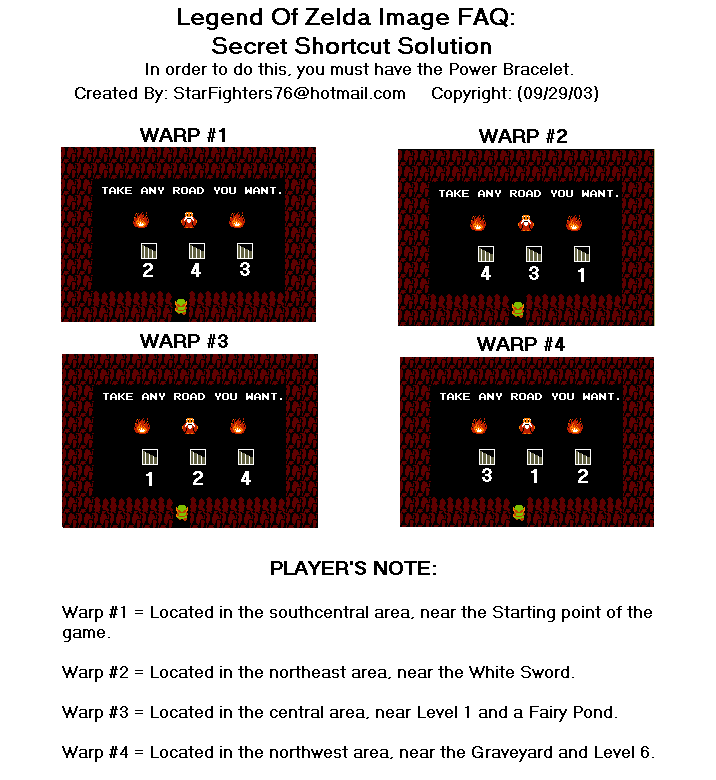 Legend Of Zelda Image FAQ:
Secret Shortcut Solution
In order to do this, you must have the Power Bracelet.
Created By: StarFighters76@hotmail.com Copyright: (09/29/03)
WARP #1
TAKE ANY ROAD YOU WANT.
2 4 3
WARP #2
TAKE ANY ROAD YOU WANT.
4 3 1
WARP #3
TAKE ANY ROAD YOU WANT.
1 2 4
WARP #4
TAKE ANY ROAD YOU WANT.
3 1 2
PLAYER'S NOTE:
Warp #1 = Located in the southcentral area, near the Starting point of the
game.
Warp #2 = Located in the northeast area, near the White Sword.
Warp #3 = Located in the central area, near Level 1 and a Fairy Pond.
Warp #4 = Located in the northwest area, near the Graveyard and Level 6.